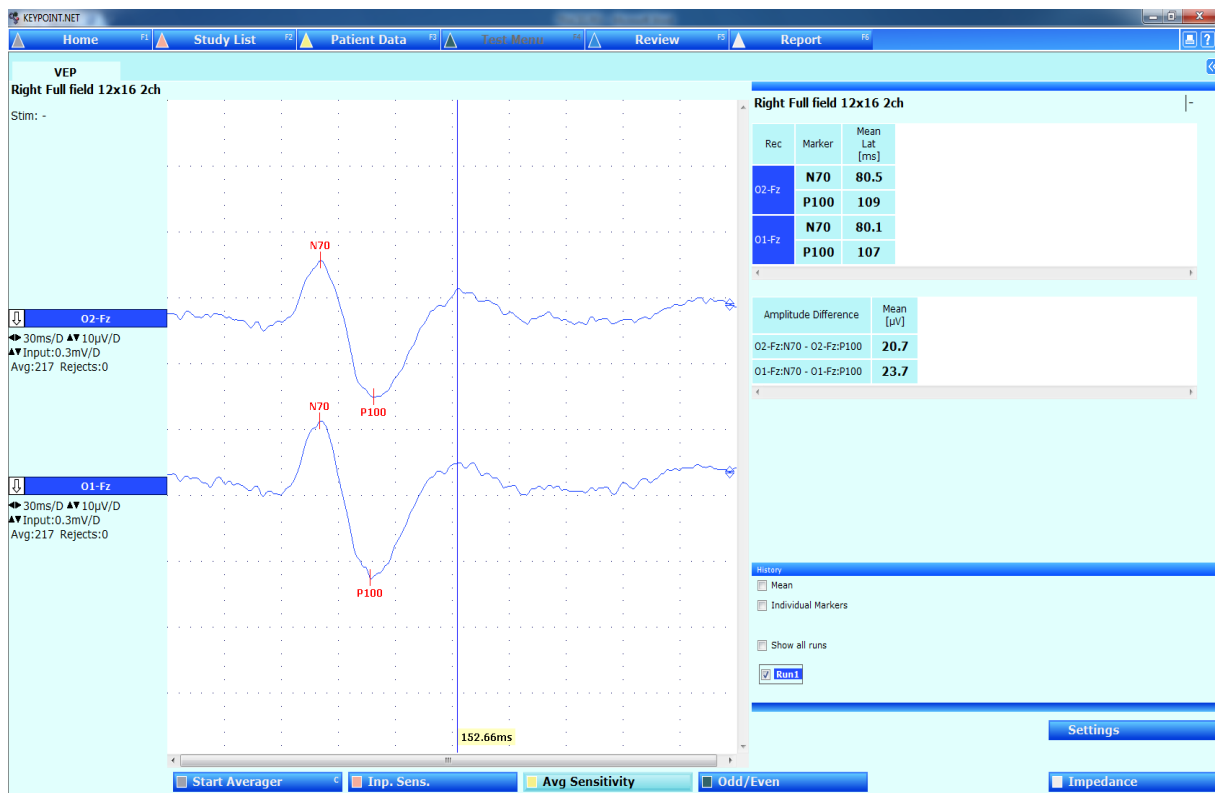 KEYPOINT.NET
Home F1 Study List F2 Patient Data F3 Test Menu F4 Review F5 Report F6
VEP
Right Full field 12x16 2ch
Stim: -
N70
O2-Fz
30ms/D 10µV/D
Input:0.3mV/D
Avg:217 Rejects:0
P100
N70
O1-Fz
30ms/D 10µV/D
Input:0.3mV/D
Avg:217 Rejects:0
P100
152.66ms
Right Full field 12x16 2ch -
Rec Marker Mean Lat [ms]
O2-Fz N70 80.5
P100 109
O1-Fz N70 80.1
P100 107
Amplitude Difference Mean [µV]
O2-Fz:N70 - O2-Fz:P100 20.7
O1-Fz:N70 - O1-Fz:P100 23.7
History
Mean
Individual Markers
Show all runs
Run1
Settings
Start Averager C Inp. Sens. Avg Sensitivity Odd/Even Impedance